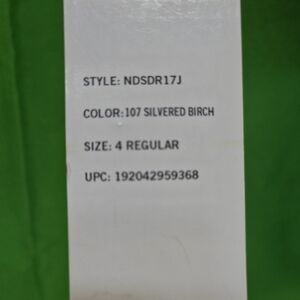 STYLE: NDSDR17J
COLOR: 107 SILVERED BIRCH
SIZE: 4 REGULAR
UPC: 192042959368